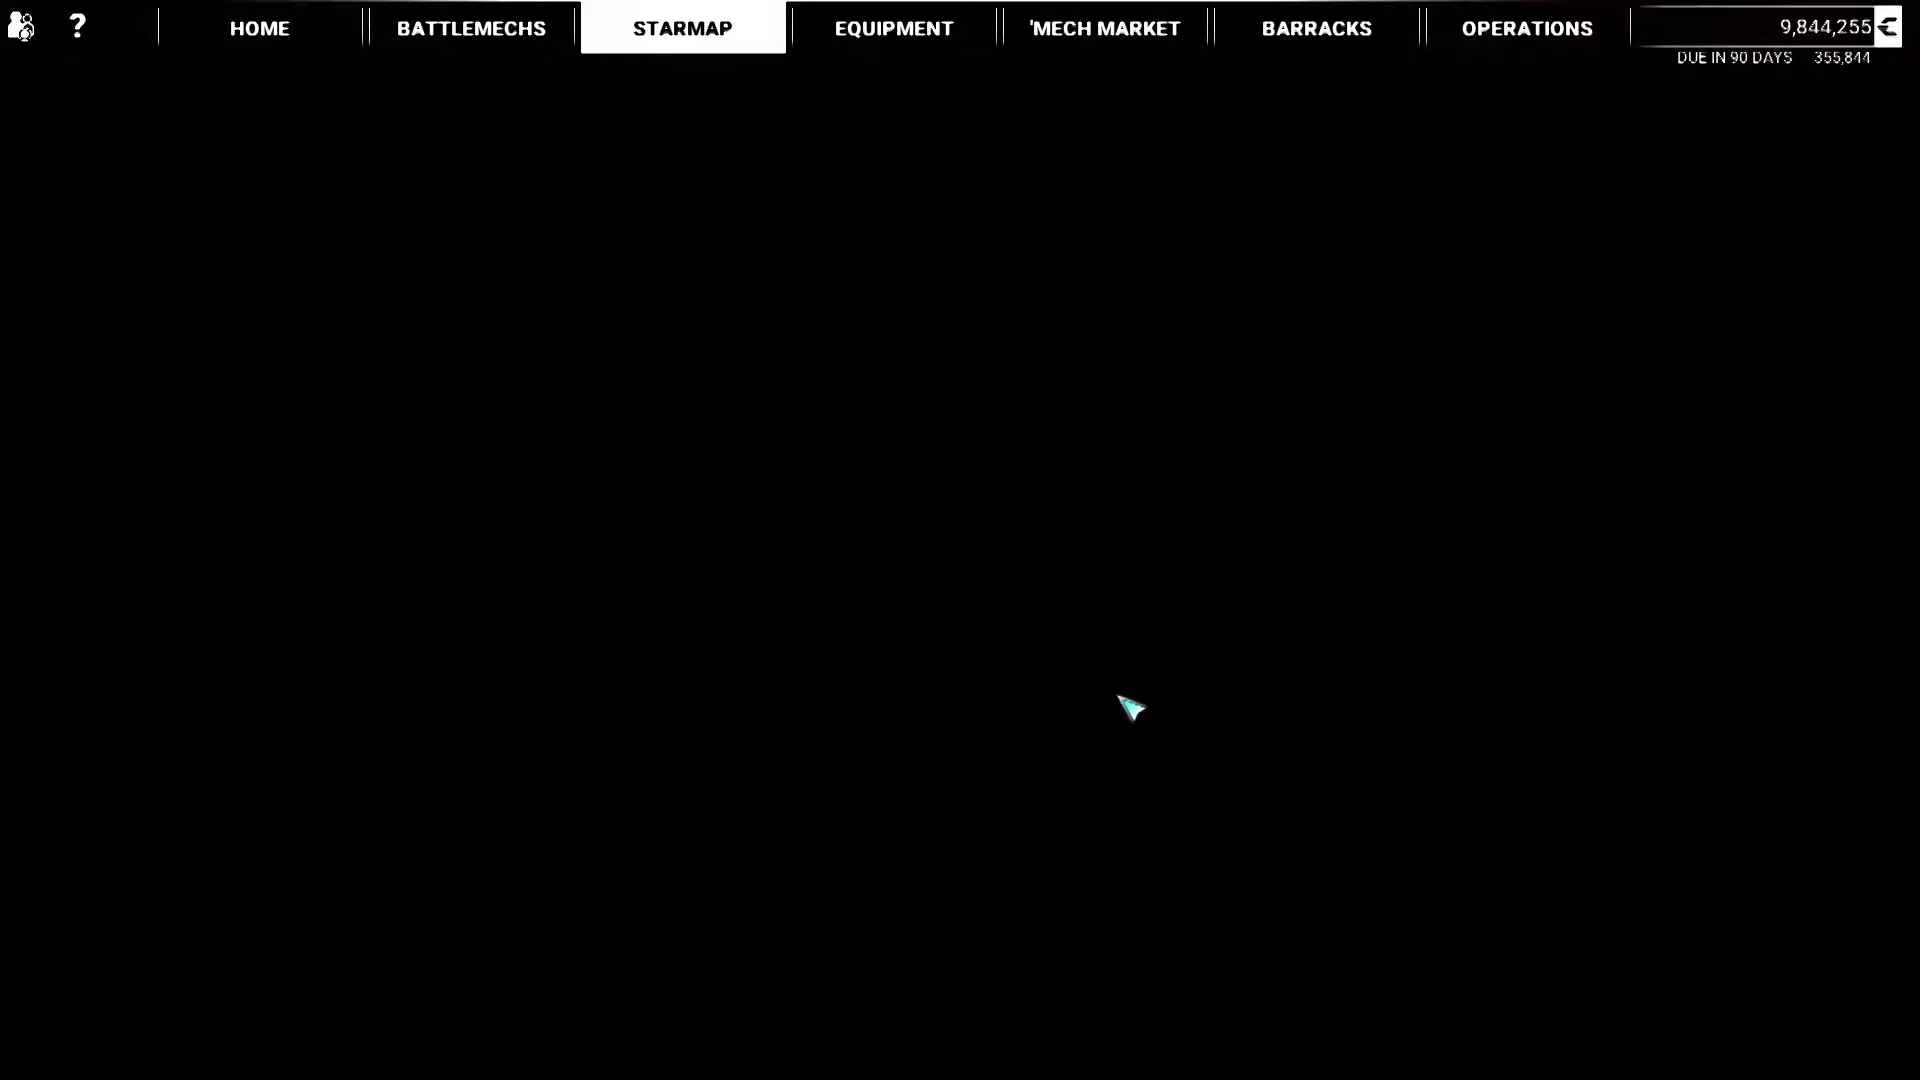 ?
HOME
BATTLEMECHS
STARMAP
EQUIPMENT
'MECH MARKET
BARRACKS
OPERATIONS
9,844,255
DUE IN 90 DAYS 355,844